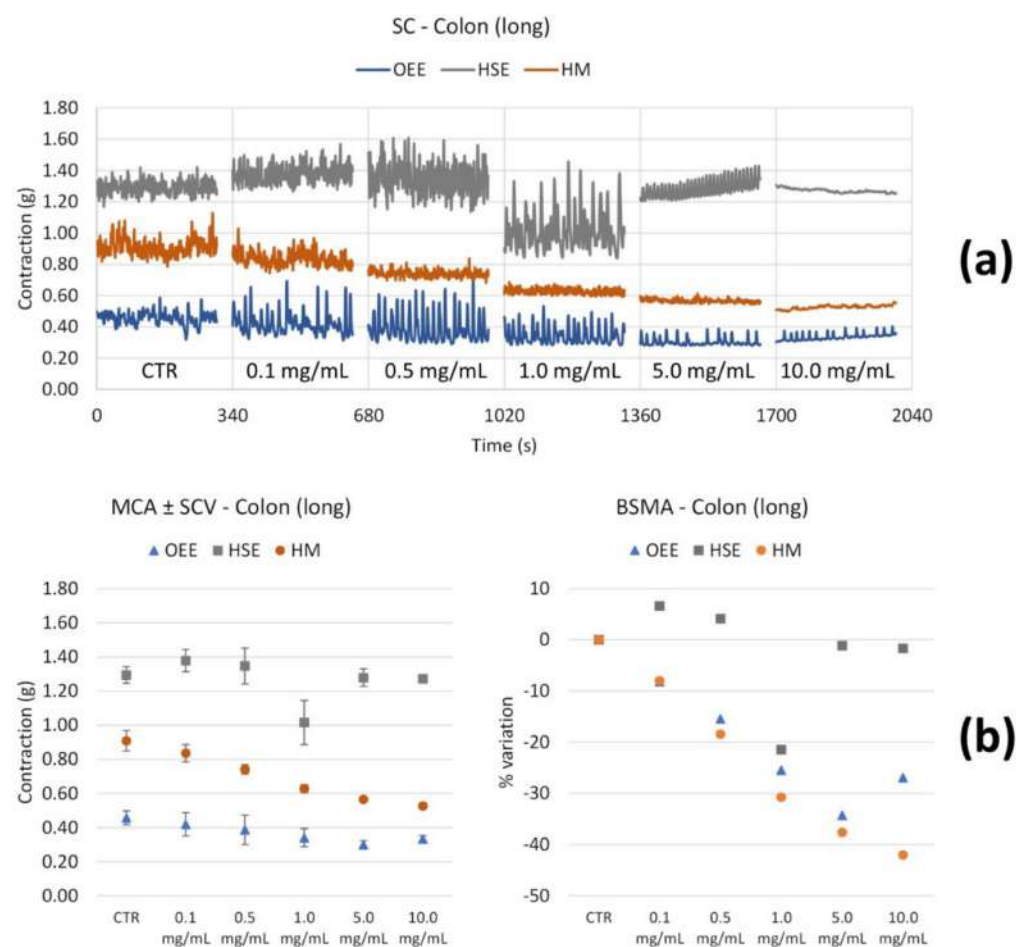 SC - Colon (long)
OEE HSE HM
Contraction (g)
1.80
1.60
1.40
1.20
1.00
0.80
0.60
0.40
0.20
0.00
CTR 0.1 mg/mL 0.5 mg/mL 1.0 mg/mL 5.0 mg/mL 10.0 mg/mL
0 340 680 1020 1360 1700 2040
Time (s)
(a)
MCA ± SCV - Colon (long)
OEE HSE HM
Contraction (g)
1.80
1.60
1.40
1.20
1.00
0.80
0.60
0.40
0.20
0.00
CTR 0.1 0.5 1.0 5.0 10.0
mg/mL mg/mL mg/mL mg/mL mg/mL
BSMA - Colon (long)
OEE HSE HM
% variation
10
0
-10
-20
-30
-40
-50
CTR 0.1 0.5 1.0 5.0 10.0
mg/mL mg/mL mg/mL mg/mL mg/mL
(b)